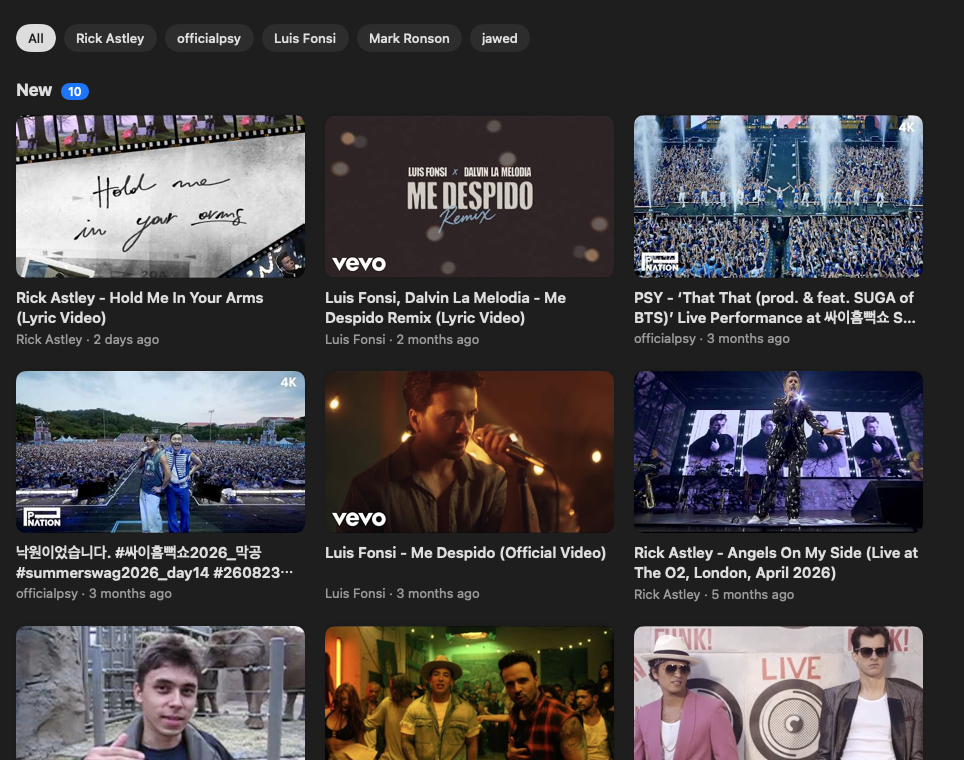 All
Rick Astley
officialpsy
Luis Fonsi
Mark Ronson
jawed
New 10
Hold me
in your arms
20A
LUIS FONSI x DALVIN LA MELODIA
ME DESPIDO
Remix
vevo
4K
P NATION
Rick Astley - Hold Me In Your Arms
(Lyric Video)
Rick Astley · 2 days ago
Luis Fonsi, Dalvin La Melodia - Me
Despido Remix (Lyric Video)
Luis Fonsi · 2 months ago
PSY - ‘That That (prod. & feat. SUGA of
BTS)’ Live Performance at 싸이흠뻑쇼 S...
officialpsy · 3 months ago
4K
P NATION
vevo
낙원이었습니다. #싸이흠뻑쇼2026_막공
#summerswag2026_day14 #260823···
officialpsy · 3 months ago
Luis Fonsi - Me Despido (Official Video)
Luis Fonsi · 3 months ago
Rick Astley - Angels On My Side (Live at
The O2, London, April 2026)
Rick Astley · 5 months ago
FUNK!
LIVE